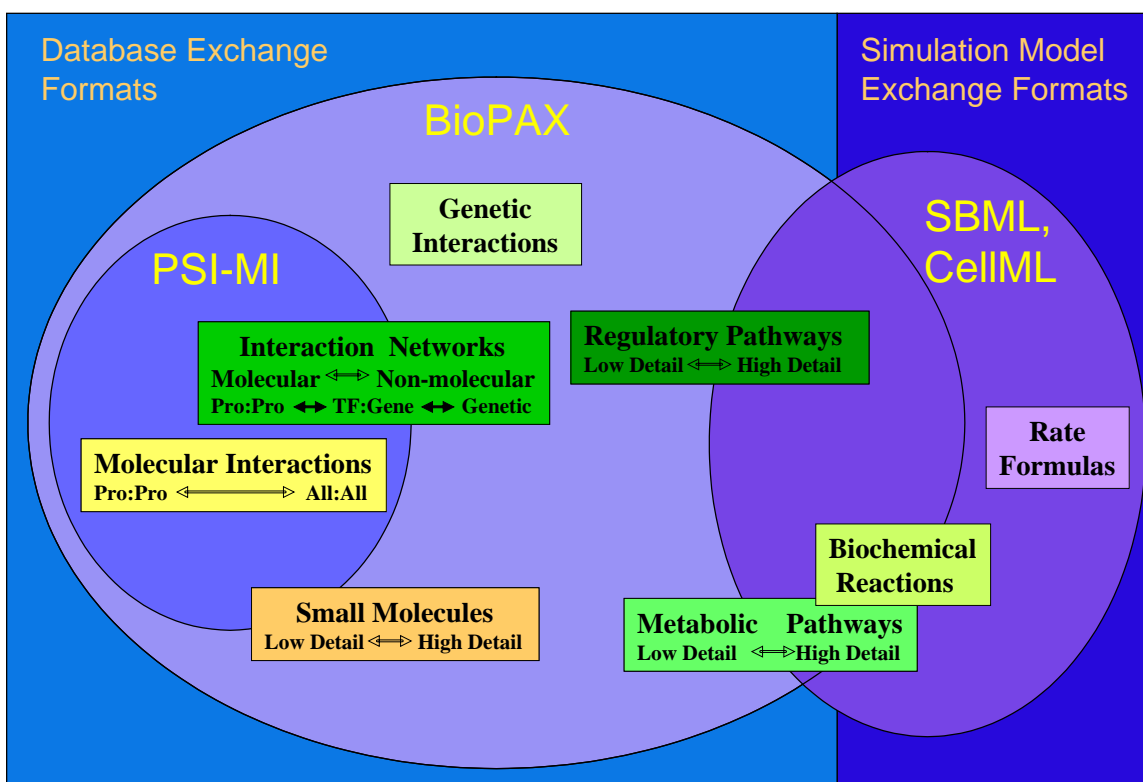 Database Exchange
Formats
Simulation Model
Exchange Formats
BioPAX
Genetic
Interactions
SBML,
CellML
PSI-MI
Interaction Networks
Molecular ⇔ Non-molecular
Pro:Pro ↔ TF:Gene ↔ Genetic
Regulatory Pathways
Low Detail ⇔ High Detail
Rate
Formulas
Molecular Interactions
Pro:Pro ⇔ All:All
Biochemical
Reactions
Small Molecules
Low Detail ⇔ High Detail
Metabolic Pathways
Low Detail ⇔ High Detail